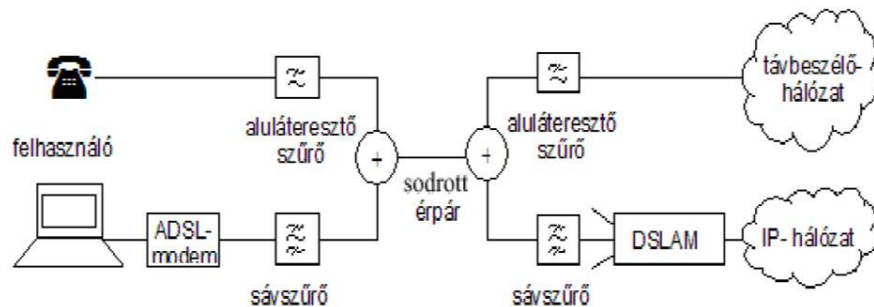 felhasználó
aluláteresztő
szűrő
aluláteresztő
szűrő
távbeszélő-
hálózat
+
+
sodrott
érpár
ADSL-
modem
sávszűrő
sávszűrő
DSLAM
IP- hálózat